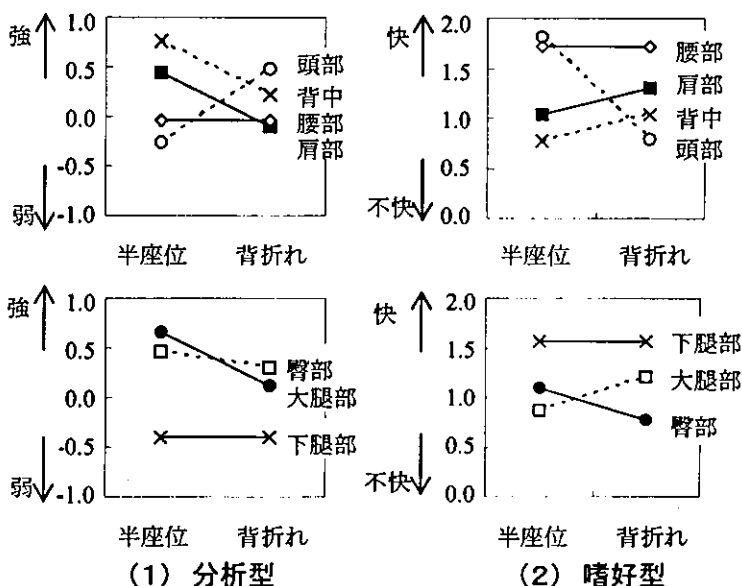 強
1.0
0.5
0.0
-0.5
弱
-1.0
半座位 背折れ
頭部
背中
腰部
肩部
快
2.0
1.5
1.0
0.5
不快
0.0
半座位 背折れ
腰部
肩部
背中
頭部
強
1.0
0.5
0.0
-0.5
弱
-1.0
半座位 背折れ
臀部
大腿部
下腿部
(1) 分析型
快
2.0
1.5
1.0
0.5
不快
0.0
半座位 背折れ
下腿部
大腿部
臀部
(2) 嗜好型